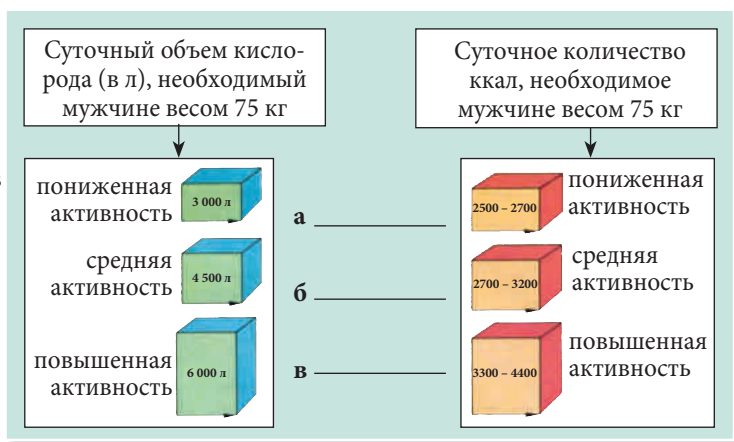 Суточный объем кисло-
рода (в л), необходимый
мужчине весом 75 кг
пониженная
активность
3 000 л
средняя
активность
4 500 л
повышенная
активность
6 000 л
а
б
в
Суточное количество
ккал, необходимое
мужчине весом 75 кг
2500 – 2700
пониженная
активность
2700 – 3200
средняя
активность
3300 – 4400
повышенная
активность